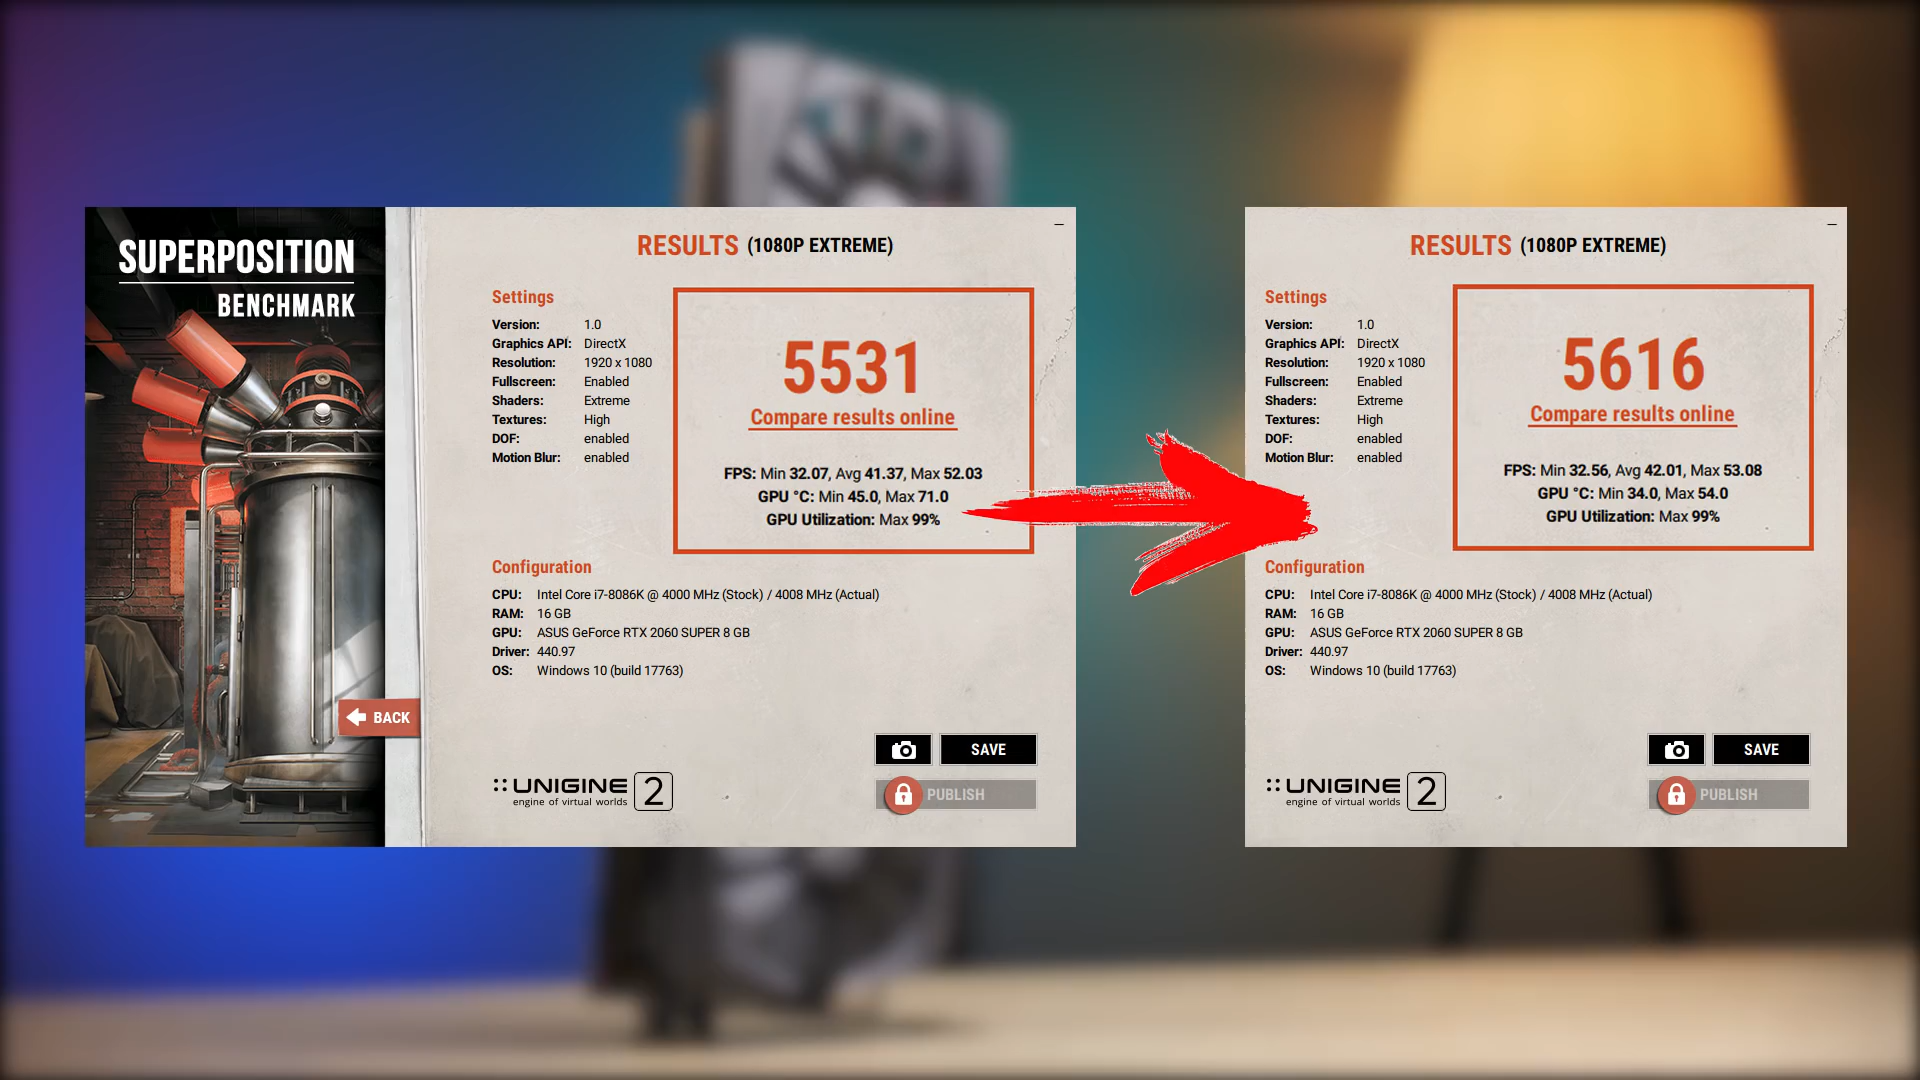 SUPERPOSITION
BENCHMARK
BACK
RESULTS (1080P EXTREME)
Settings
Version: 1.0
Graphics API: DirectX
Resolution: 1920 x 1080
Fullscreen: Enabled
Shaders: Extreme
Textures: High
DOF: enabled
Motion Blur: enabled
5531
Compare results online
FPS: Min 32.07, Avg 41.37, Max 52.03
GPU °C: Min 45.0, Max 71.0
GPU Utilization: Max 99%
Configuration
CPU: Intel Core i7-8086K @ 4000 MHz (Stock) / 4008 MHz (Actual)
RAM: 16 GB
GPU: ASUS GeForce RTX 2060 SUPER 8 GB
Driver: 440.97
OS: Windows 10 (build 17763)
SAVE
UNIGINE 2
engine of virtual worlds
PUBLISH
RESULTS (1080P EXTREME)
Settings
Version: 1.0
Graphics API: DirectX
Resolution: 1920 x 1080
Fullscreen: Enabled
Shaders: Extreme
Textures: High
DOF: enabled
Motion Blur: enabled
5616
Compare results online
FPS: Min 32.56, Avg 42.01, Max 53.08
GPU °C: Min 34.0, Max 54.0
GPU Utilization: Max 99%
Configuration
CPU: Intel Core i7-8086K @ 4000 MHz (Stock) / 4008 MHz (Actual)
RAM: 16 GB
GPU: ASUS GeForce RTX 2060 SUPER 8 GB
Driver: 440.97
OS: Windows 10 (build 17763)
SAVE
UNIGINE 2
engine of virtual worlds
PUBLISH